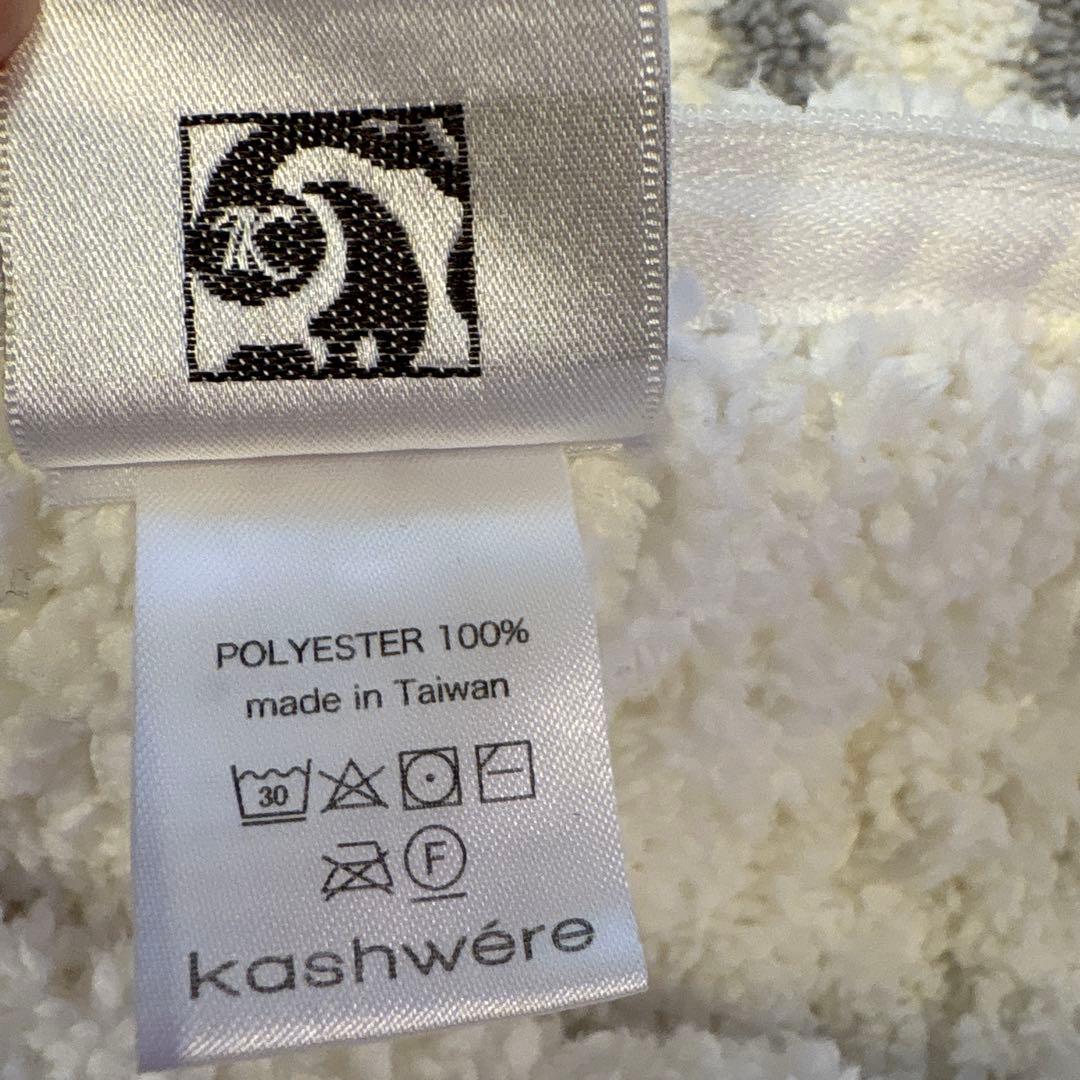 POLYESTER 100%
made in Taiwan
30
F
kashwére